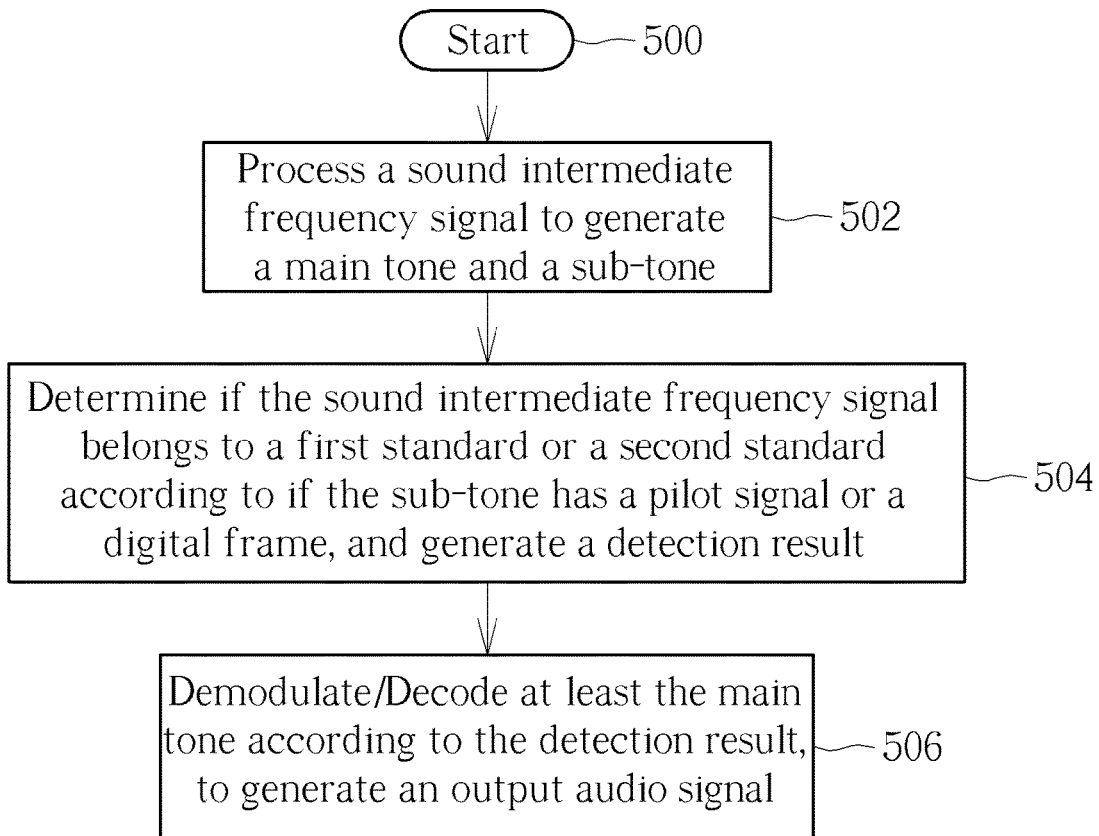 Start
500
Process a sound intermediate
frequency signal to generate
a main tone and a sub-tone
502
Determine if the sound intermediate frequency signal
belongs to a first standard or a second standard
according to if the sub-tone has a pilot signal or a
digital frame, and generate a detection result
504
Demodulate/Decode at least the main
tone according to the detection result,
to generate an output audio signal
506